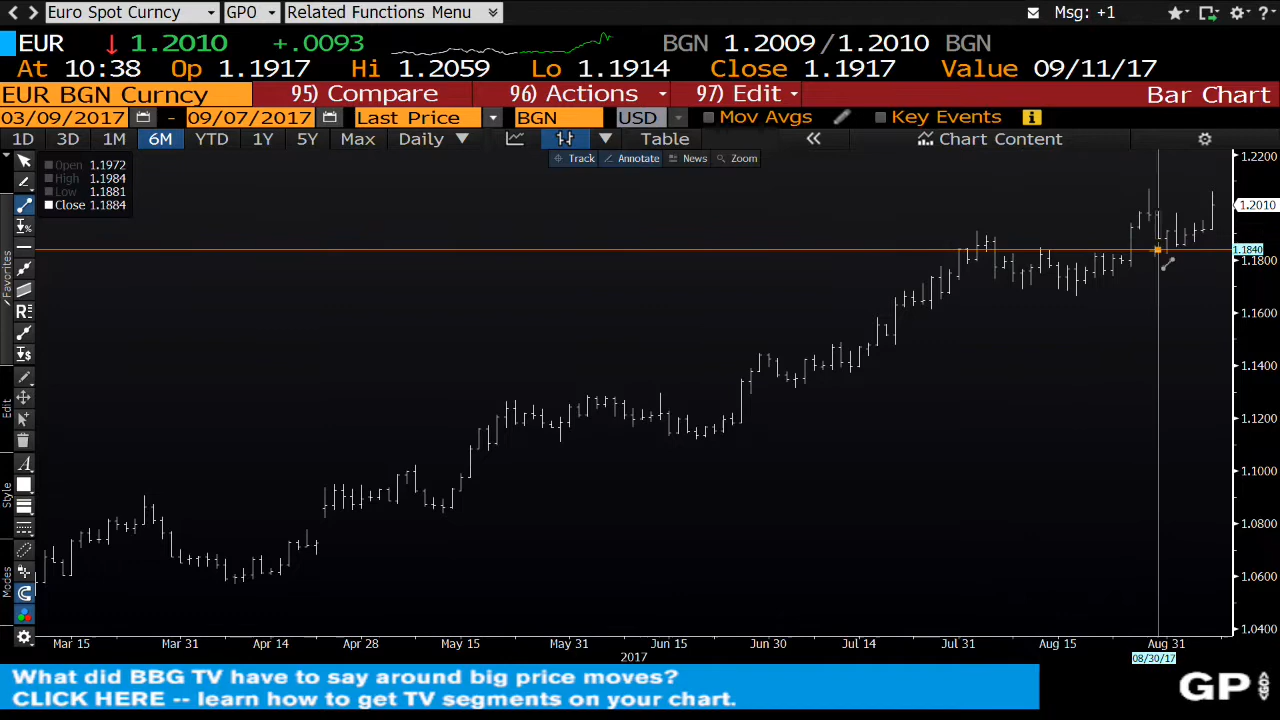 Euro Spot Curncy GPO Related Functions Menu Msg: +1
EUR ↓ 1.2010 +.0093 BGN 1.2009/1.2010 BGN
At 10:38 Op 1.1917 Hi 1.2059 Lo 1.1914 Close 1.1917 Value 09/11/17
EUR BGN Curncy 95) Compare 96) Actions 97) Edit Bar Chart
03/09/2017 - 09/07/2017 Last Price BGN USD Mov Avgs Key Events
1D 3D 1M 6M YTD 1Y 5Y Max Daily Table Chart Content
Track Annotate News Zoom
Open 1.1972
High 1.1984
Low 1.1881
Close 1.1884
Favorites
Edit
Style
Modes
1.2200
1.2010
1.1840
1.1800
1.1600
1.1400
1.1200
1.1000
1.0800
1.0600
1.0400
Mar 15 Mar 31 Apr 14 Apr 28 May 15 May 31 Jun 15 Jun 30 Jul 14 Jul 31 Aug 15 Aug 31
2017 08/30/17
What did BBG TV have to say around big price moves?
CLICK HERE -- learn how to get TV segments on your chart.
GP GO